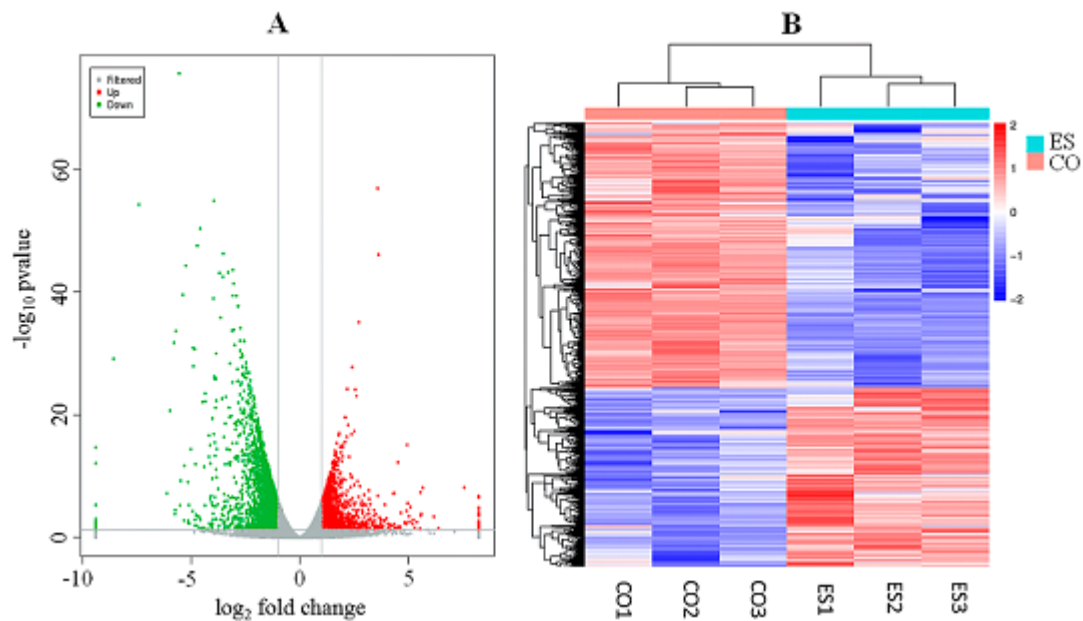 A
B
Filtered
Up
Down
60
40
20
0
-log10 pvalue
-10
-5
0
5
log2 fold change
2
1
0
-1
-2
ES
CO
CO1
CO2
CO3
ES1
ES2
ES3